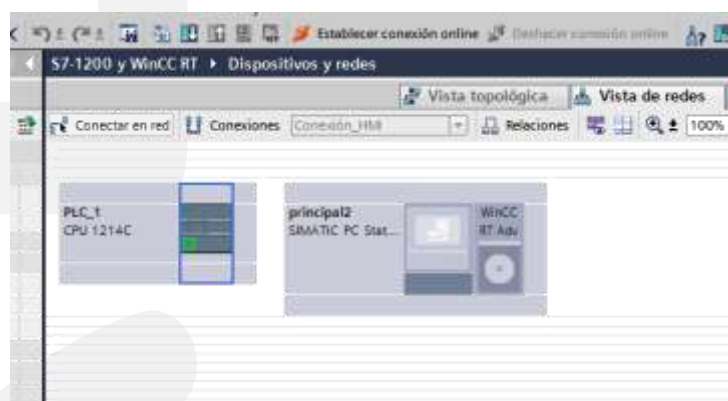 Establecer conexión online Deshacer conexión online
S7-1200 y WinCC RT ▸ Dispositivos y redes
Vista topológica Vista de redes
Conectar en red Conexiones Conexión_HMI Relaciones 100%
PLC_1
CPU 1214C
principal2
SIMATIC PC Stat...
WinCC
RT Adv